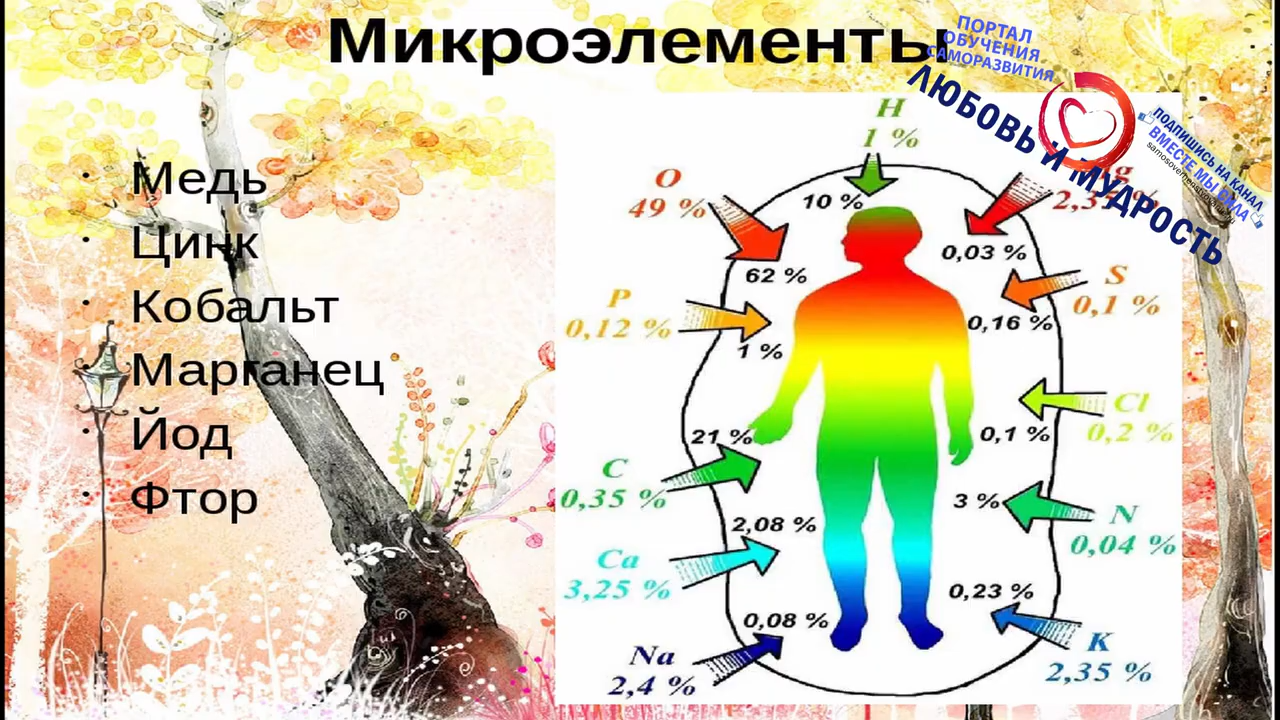 Микроэлементы
ПОРТАЛ
ОБУЧЕНИЯ
САМОРАЗВИТИЯ
ЛЮБОВЬ И МУДРОСТЬ
ПОДПИШИСЬ НА КАНАЛ
ВМЕСТЕ МЫ СИЛА
• Медь
• Цинк
• Кобальт
• Марганец
• Йод
• Фтор
H
1 %
10 %
O
49 %
62 %
P
0,12 %
1 %
C
0,35 %
21 %
Ca
3,25 %
2,08 %
Na
2,4 %
0,08 %
0,03 %
S
0,1 %
0,16 %
Cl
0,2 %
0,1 %
N
0,04 %
3 %
K
2,35 %
0,23 %